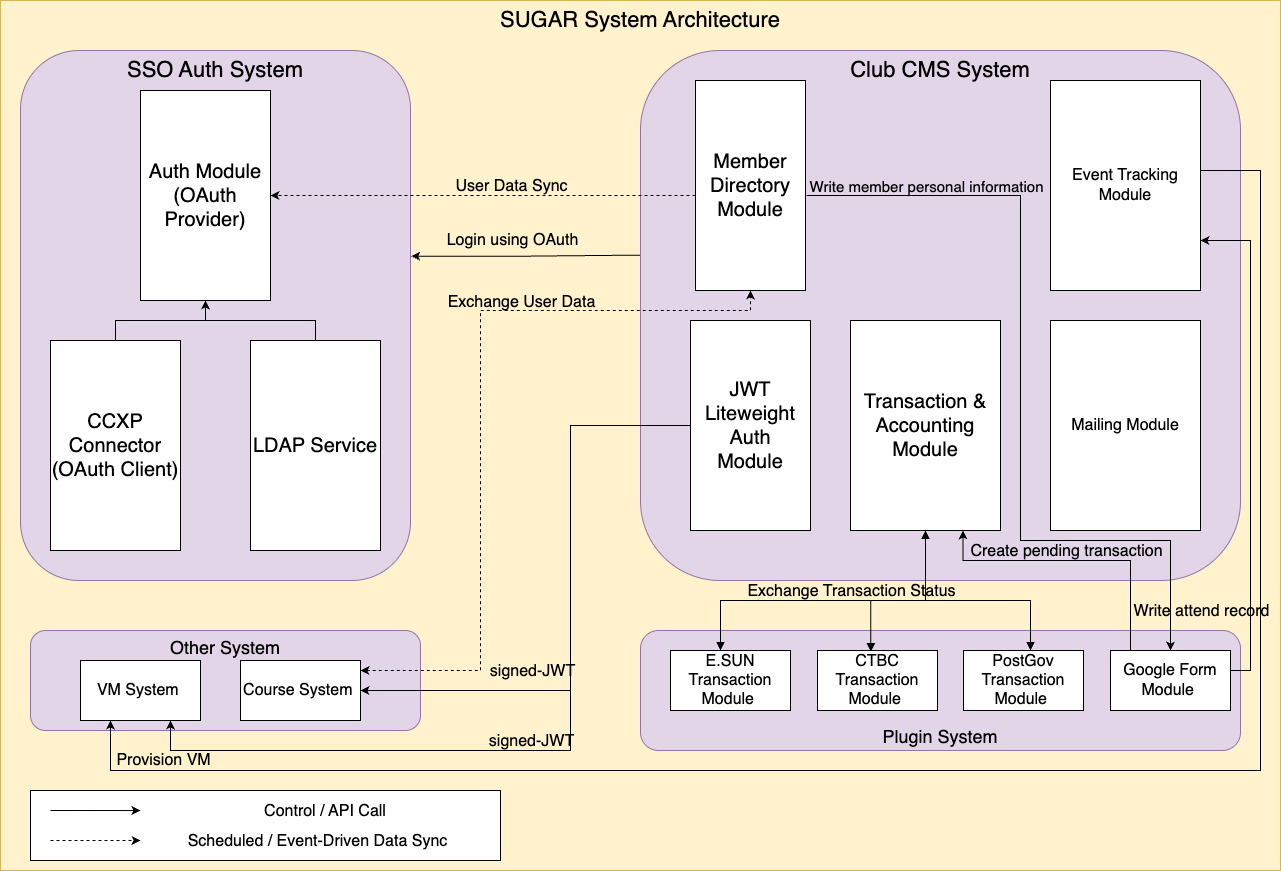 SUGAR System Architecture
SSO Auth System
Auth Module
(OAuth
Provider)
CCXP
Connector
(OAuth Client)
LDAP Service
User Data Sync
Login using OAuth
Exchange User Data
Club CMS System
Member
Directory
Module
Write member personal information
Event Tracking
Module
JWT
Liteweight
Auth
Module
Transaction &
Accounting
Module
Mailing Module
Create pending transaction
Exchange Transaction Status
Write attend record
Other System
VM System
Course System
signed-JWT
signed-JWT
Provision VM
E.SUN
Transaction
Module
CTBC
Transaction
Module
PostGov
Transaction
Module
Google Form
Module
Plugin System
Control / API Call
Scheduled / Event-Driven Data Sync